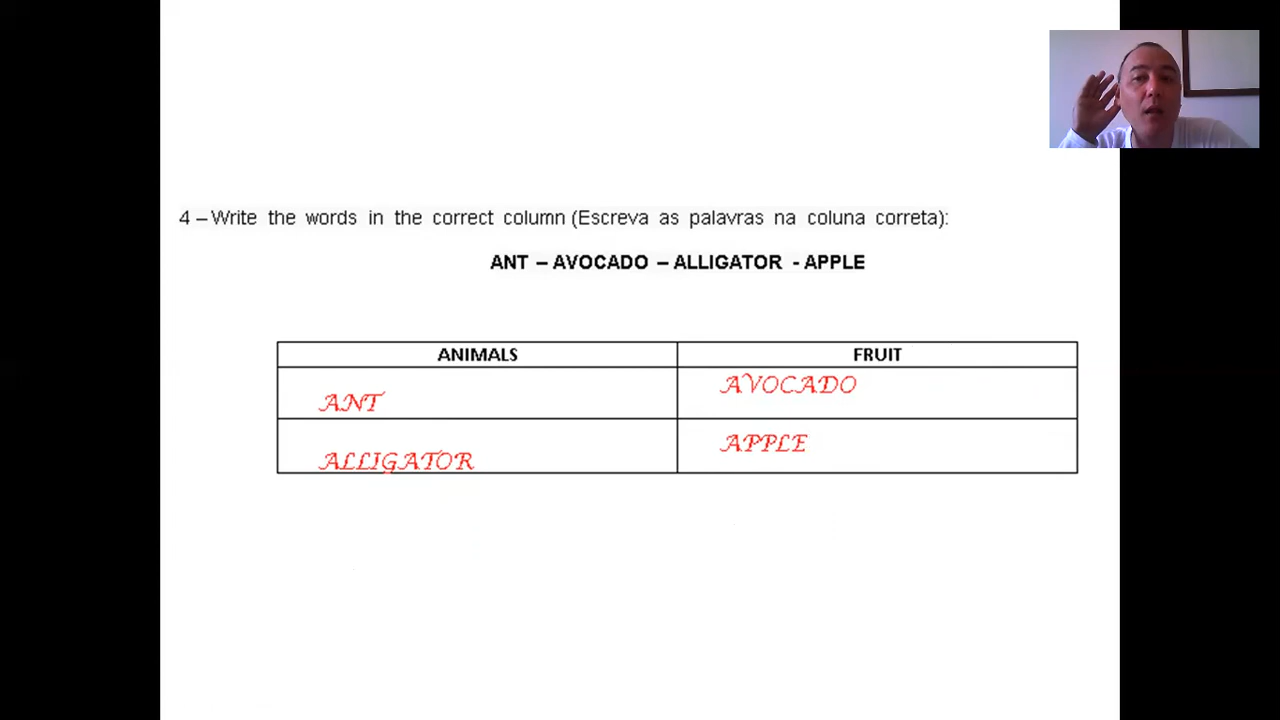 4 – Write the words in the correct column (Escreva as palavras na coluna correta):
ANT – AVOCADO – ALLIGATOR - APPLE
ANIMALS FRUIT
ANT AVOCADO
ALLIGATOR APPLE